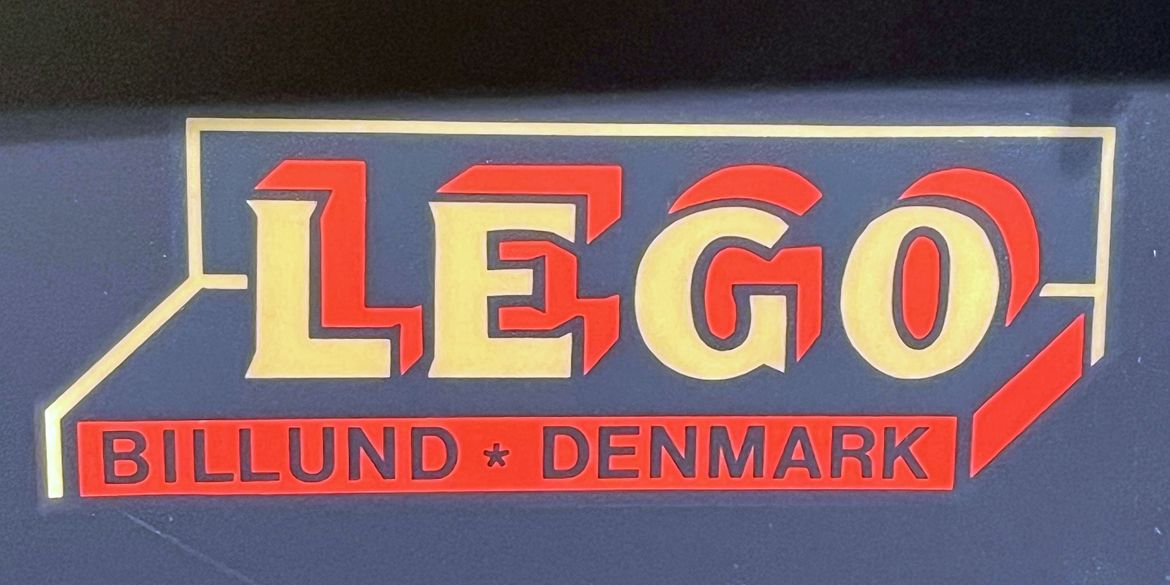 LEGO
BILLUND * DENMARK